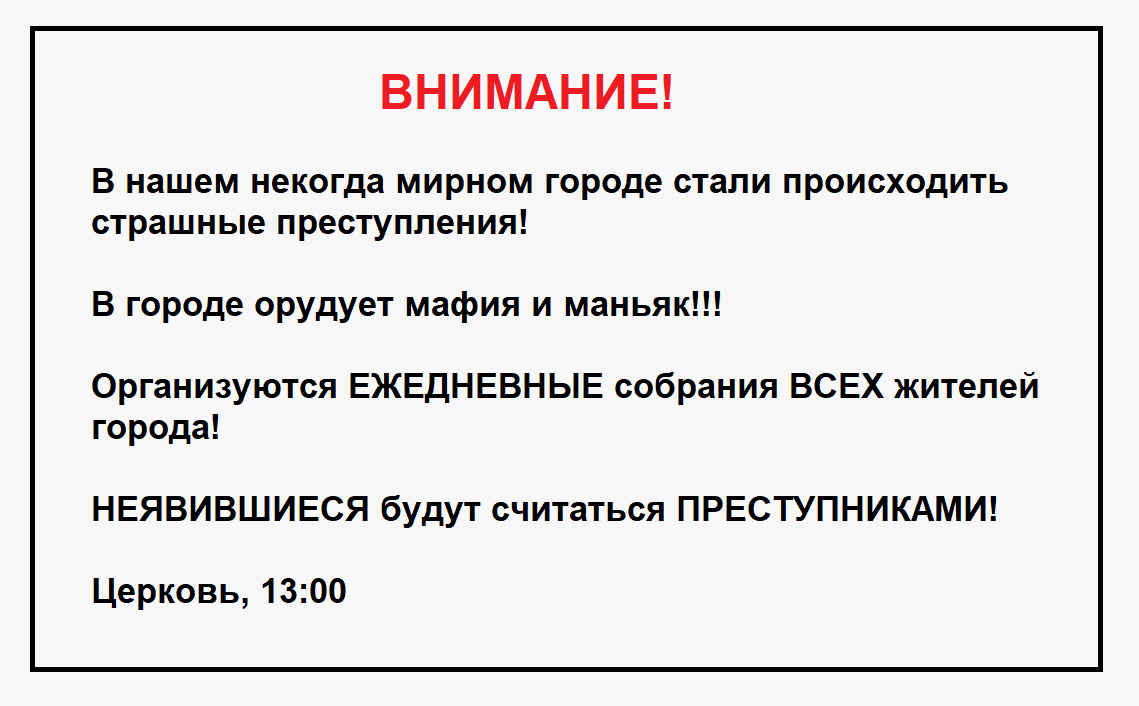 ВНИМАНИЕ!
В нашем некогда мирном городе стали происходить
страшные преступления!
В городе орудует мафия и маньяк!!!
Организуются ЕЖЕДНЕВНЫЕ собрания ВСЕХ жителей
города!
НЕЯВИВШИЕСЯ будут считаться ПРЕСТУПНИКАМИ!
Церковь, 13:00